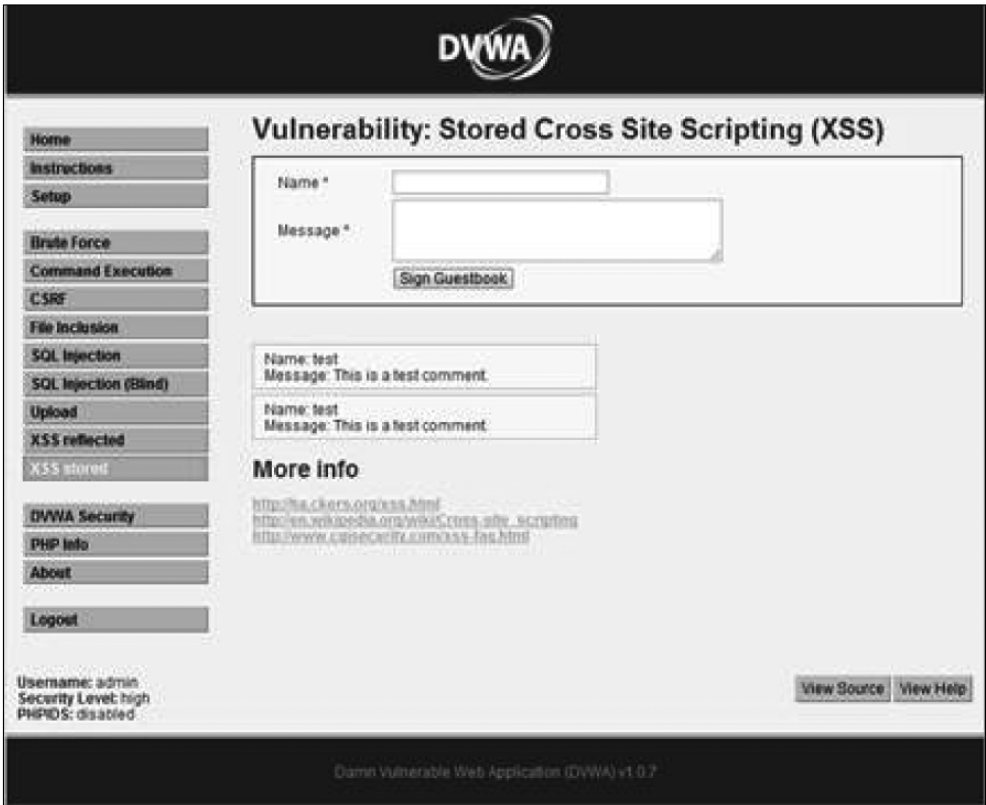 DVWA
Home
Instructions
Setup
Brute Force
Command Execution
CSRF
File Inclusion
SQL Injection
SQL Injection (Blind)
Upload
XSS reflected
XSS stored
DVWA Security
PHP Info
About
Logout
Vulnerability: Stored Cross Site Scripting (XSS)
Name *
Message *
Sign Guestbook
Name: test
Message: This is a test comment.
Name: test
Message: This is a test comment.
More info
http://ha.ckers.org/xss.html
http://en.wikipedia.org/wiki/Cross-site_scripting
http://www.cgisecurity.com/xss-faq.html
Username: admin
Security Level: high
PHPIDS: disabled
View Source View Help
Damn Vulnerable Web Application (DVWA) v1.0.7